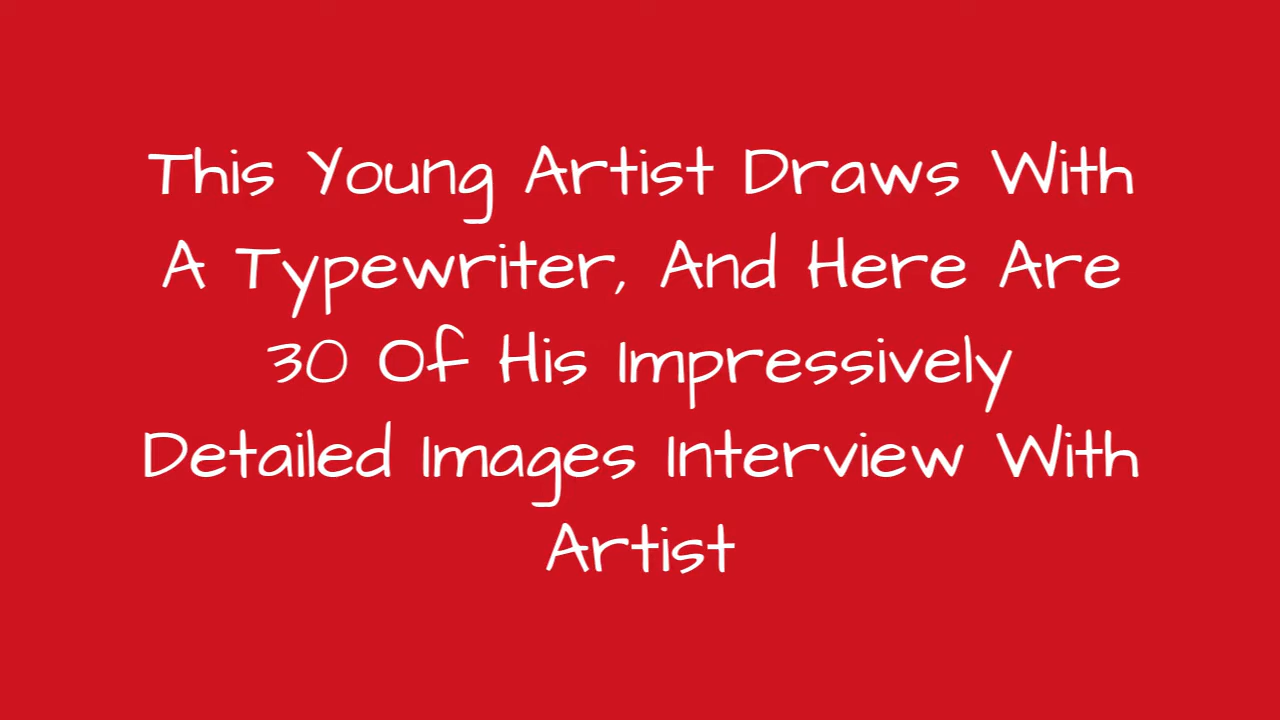 This Young Artist Draws With
A Typewriter, And Here Are
30 Of His Impressively
Detailed Images Interview With
Artist